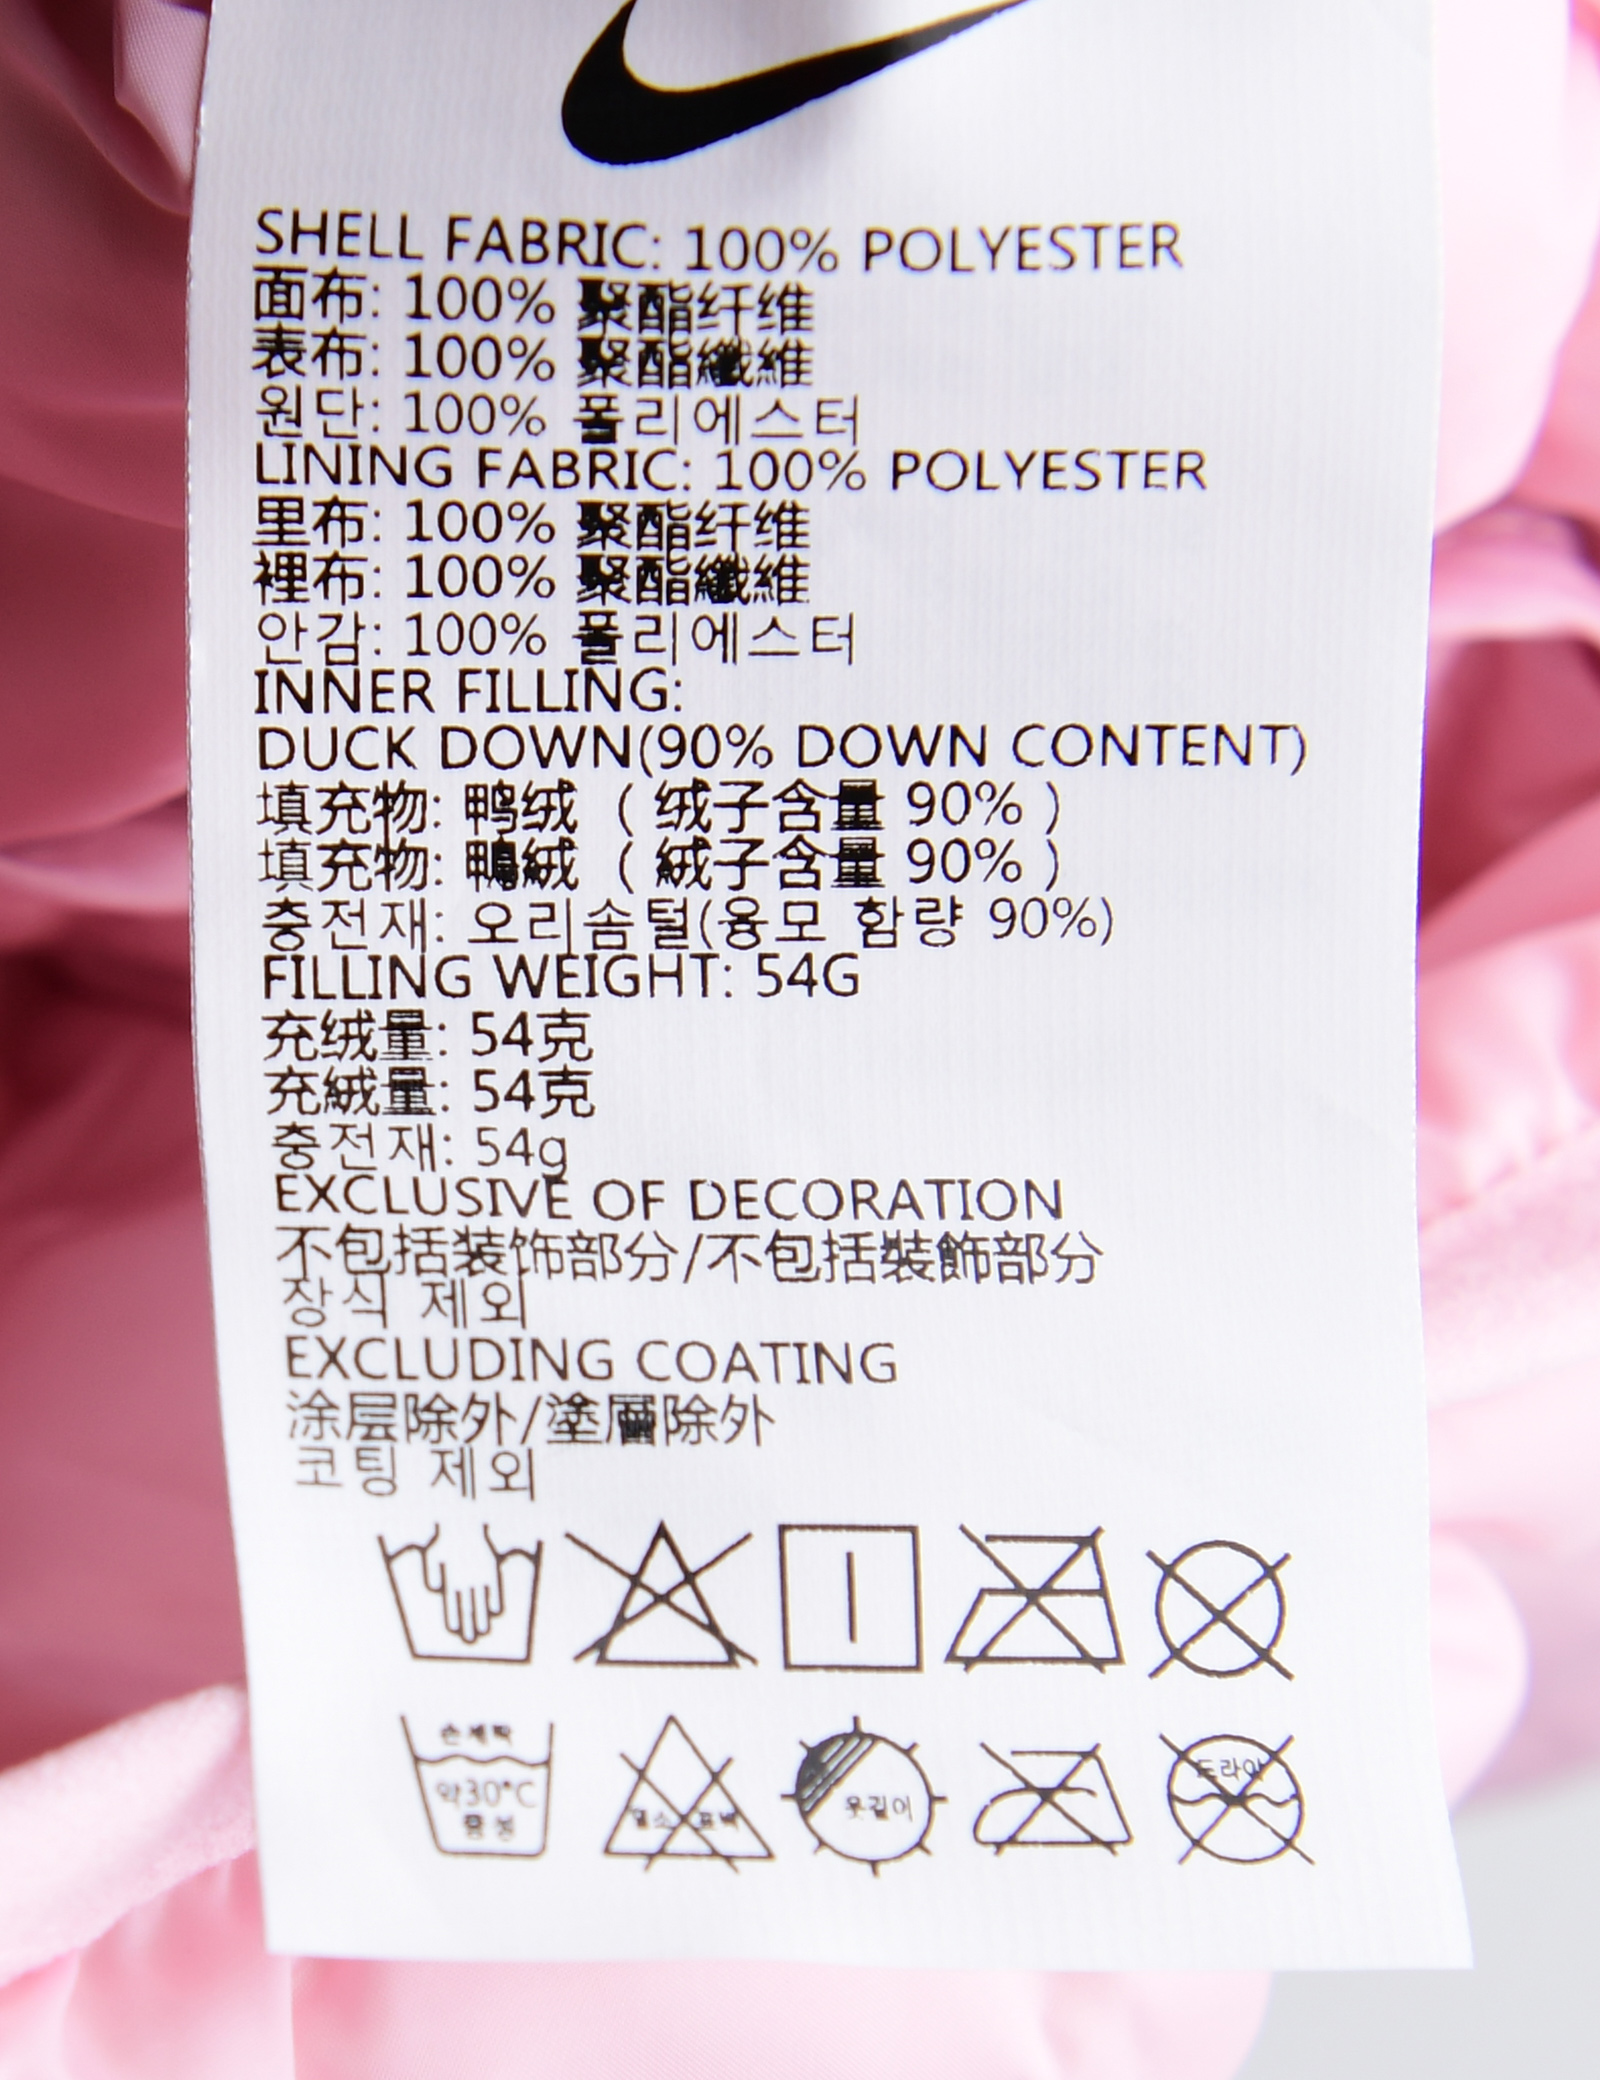 SHELL FABRIC: 100% POLYESTER
面布: 100% 聚酯纤维
表布: 100% 聚酯纖維
원단: 100% 폴리에스터
LINING FABRIC: 100% POLYESTER
里布: 100% 聚酯纤维
裡布: 100% 聚酯纖維
안감: 100% 폴리에스터
INNER FILLING:
DUCK DOWN(90% DOWN CONTENT)
填充物: 鸭绒 ( 绒子含量 90% )
填充物: 鴨絨 ( 絨子含量 90% )
충전재: 오리솜털(용모 함량 90%)
FILLING WEIGHT: 54G
充绒量: 54克
充絨量: 54克
충전재: 54g
EXCLUSIVE OF DECORATION
不包括装饰部分/不包括裝飾部分
장식 제외
EXCLUDING COATING
涂层除外/塗層除外
코팅 제외
손세탁
약30°C
중성
염소 표백
옷걸이
드라이